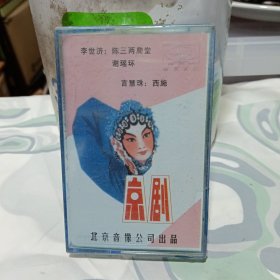 李世济：陈三两爬堂
谢瑶环
言慧珠：西施
京剧
北京音像公司出品